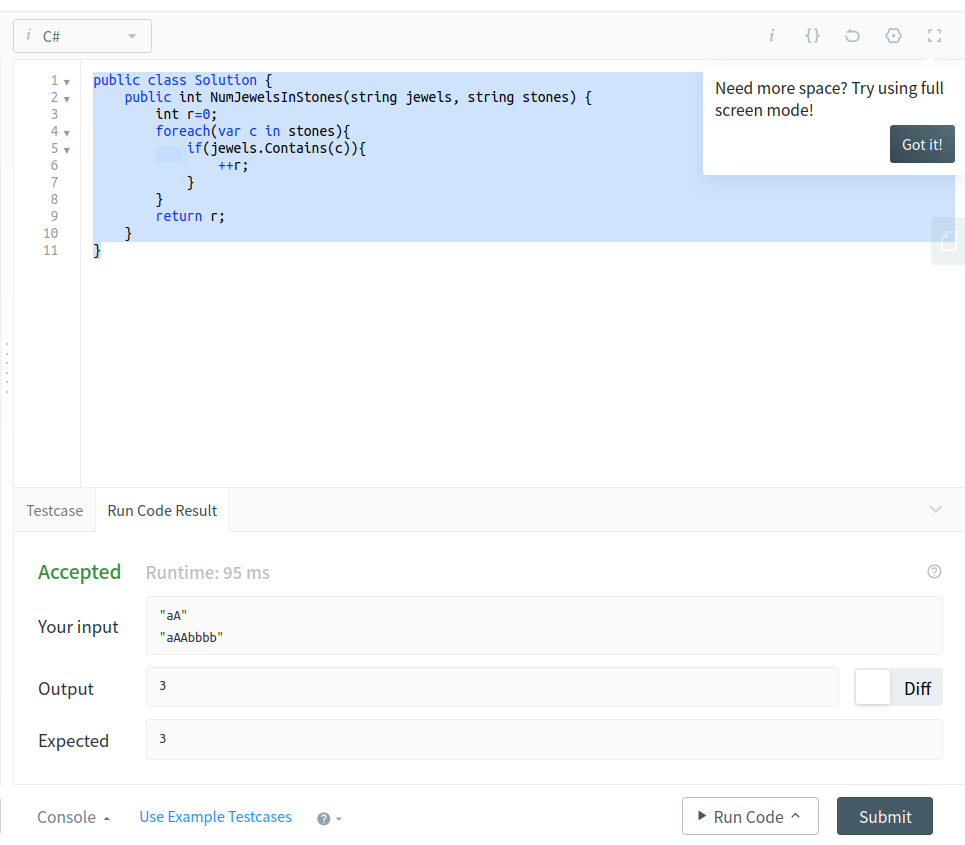 i C#
i {}
1 public class Solution {
2 public int NumJewelsInStones(string jewels, string stones) {
3 int r=0;
4 foreach(var c in stones){
5 if(jewels.Contains(c)){
6 ++r;
7 }
8 }
9 return r;
10 }
11 }
Need more space? Try using full
screen mode!
Got it!
Testcase Run Code Result
Accepted Runtime: 95 ms ?
Your input
"aA"
"aAAbbbb"
Output 3 Diff
Expected 3
Console Use Example Testcases ? Run Code Submit